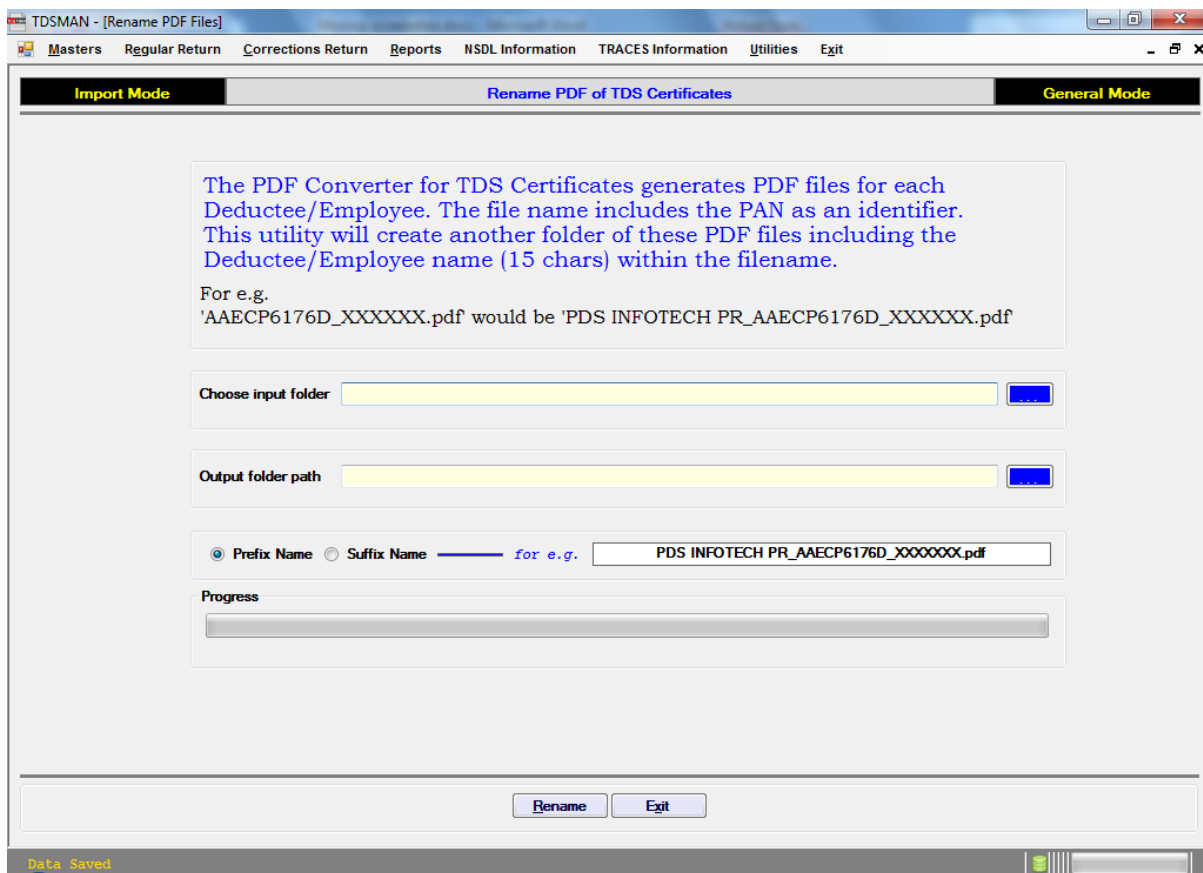 TDSMAN - [Rename PDF Files]
Masters Regular Return Corrections Return Reports NSDL Information TRACES Information Utilities Exit
Import Mode Rename PDF of TDS Certificates General Mode
The PDF Converter for TDS Certificates generates PDF files for each
Deductee/Employee. The file name includes the PAN as an identifier.
This utility will create another folder of these PDF files including the
Deductee/Employee name (15 chars) within the filename.
For e.g.
'AAECP6176D_XXXXXX.pdf' would be 'PDS INFOTECH PR_AAECP6176D_XXXXXX.pdf'
Choose input folder ...
Output folder path ...
Prefix Name Suffix Name for e.g. PDS INFOTECH PR_AAECP6176D_XXXXXXX.pdf
Progress
Rename Exit
Data Saved